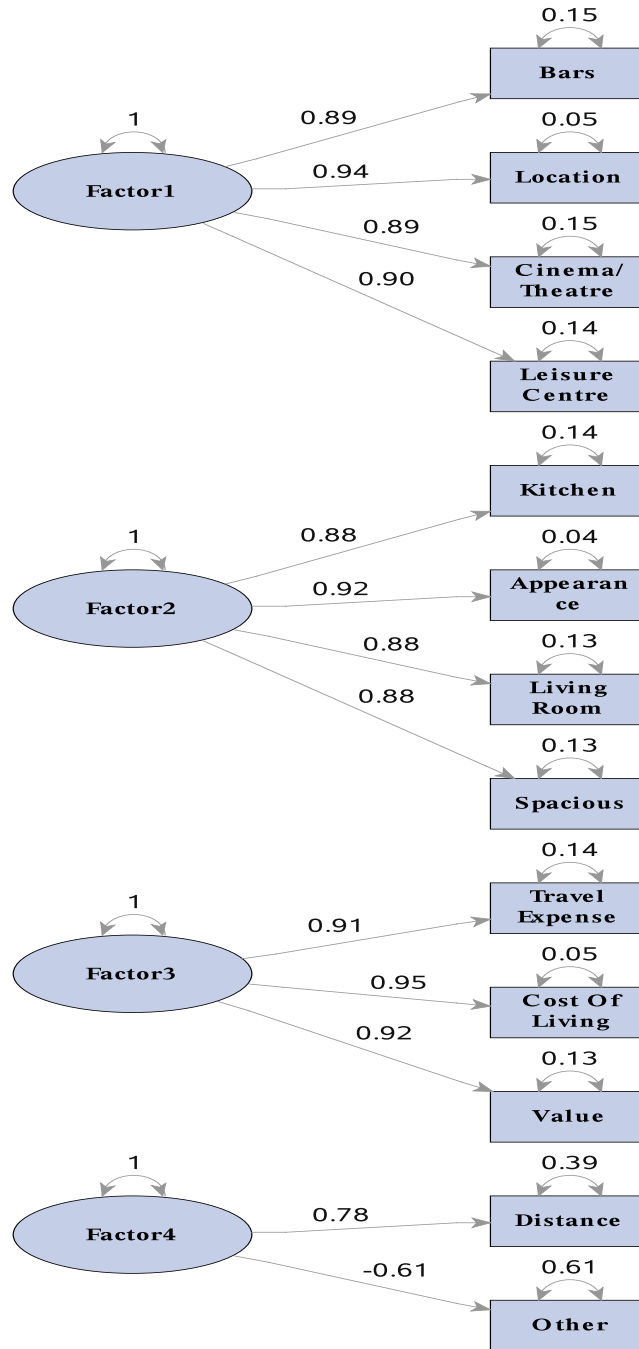 0.15
Bars
1
0.89
Factor1
0.05
0.94
Location
0.89
0.15
Cinema/
Theatre
0.90
0.14
Leisure
Centre
0.14
Kitchen
1
0.88
Factor2
0.04
0.92
Appearan
ce
0.88
0.13
Living
Room
0.88
0.13
Spacious
0.14
Travel
Expense
1
0.91
Factor3
0.05
0.95
Cost Of
Living
0.92
0.13
Value
1
0.39
Factor4
0.78
Distance
-0.61
0.61
Other